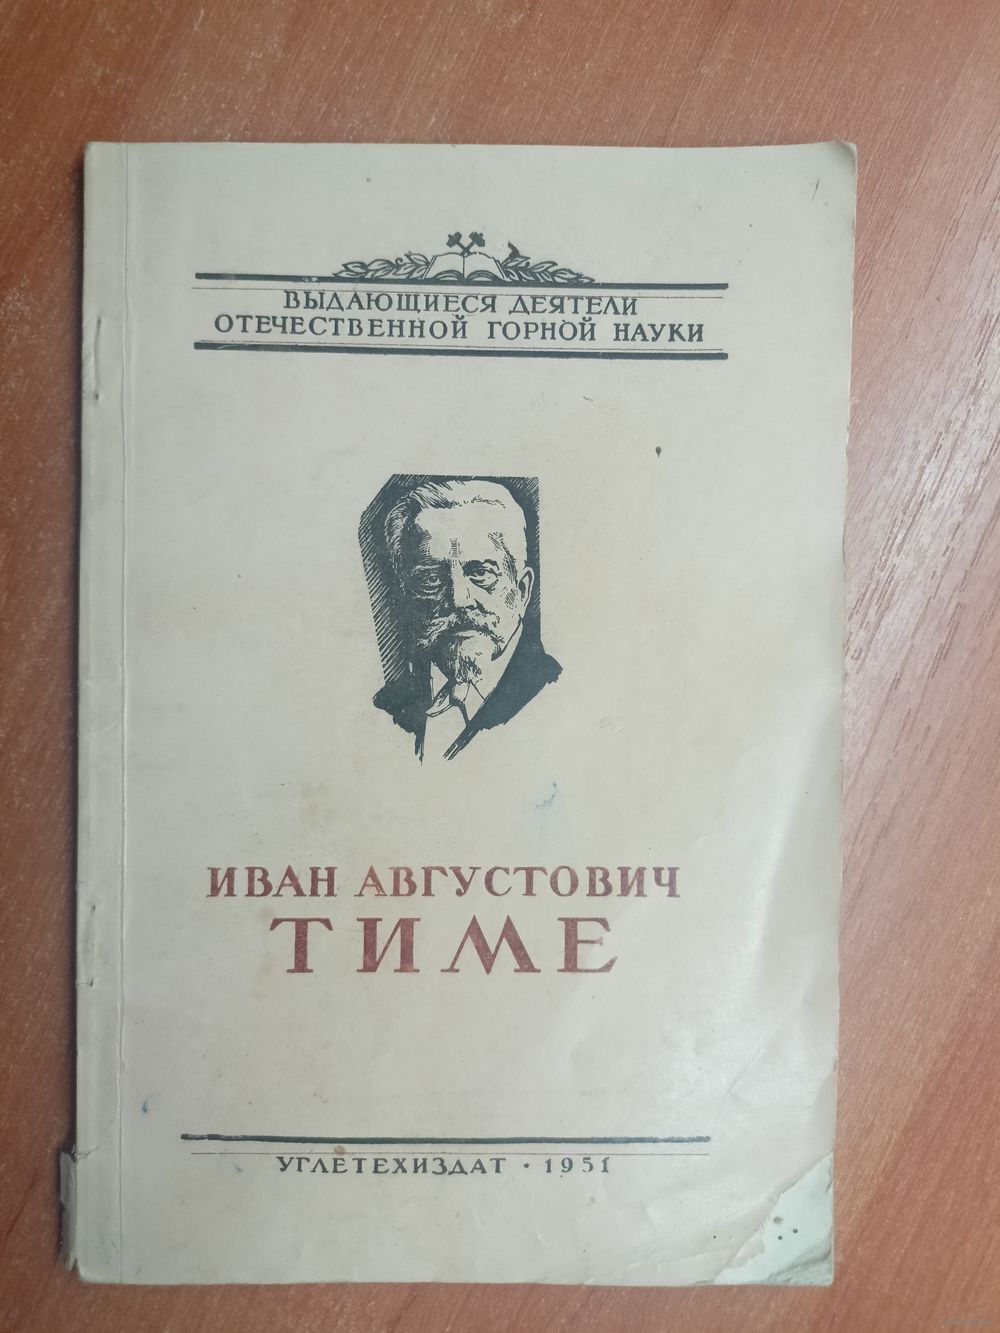 ВЫДАЮЩИЕСЯ ДЕЯТЕЛИ
ОТЕЧЕСТВЕННОЙ ГОРНОЙ НАУКИ
ИВАН АВГУСТОВИЧ
ТИМЕ
УГЛЕТЕХИЗДАТ · 1951